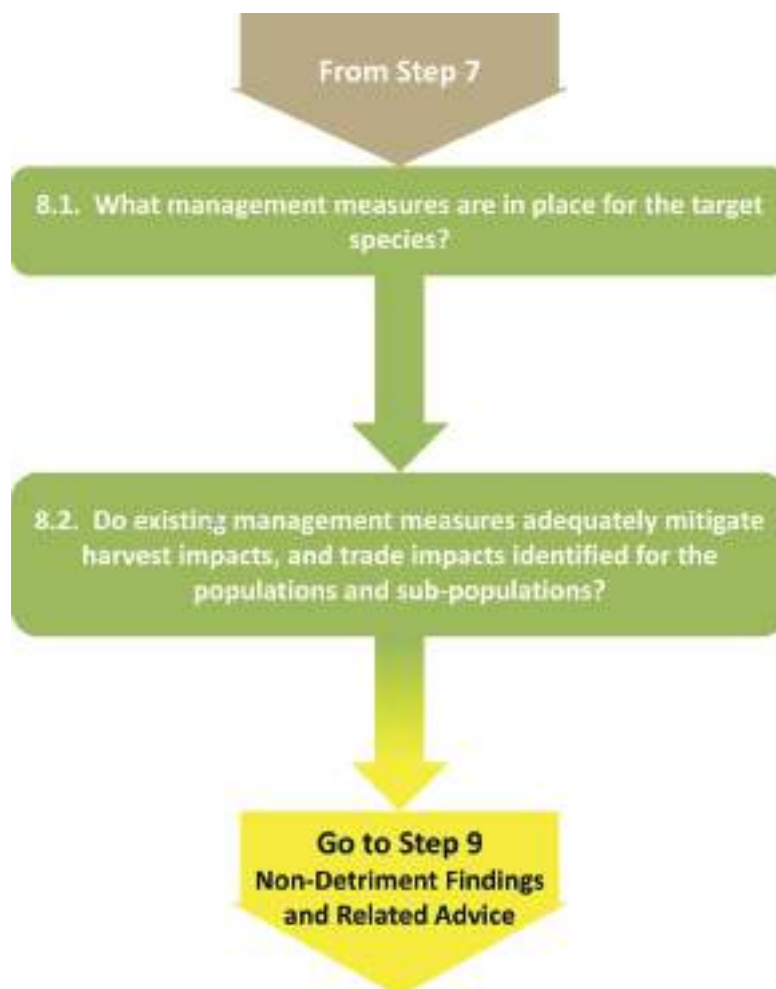 From Step 7
8.1. What management measures are in place for the target
species?
8.2. Do existing management measures adequately mitigate
harvest impacts, and trade impacts identified for the
populations and sub-populations?
Go to Step 9
Non-Detriment Findings
and Related Advice